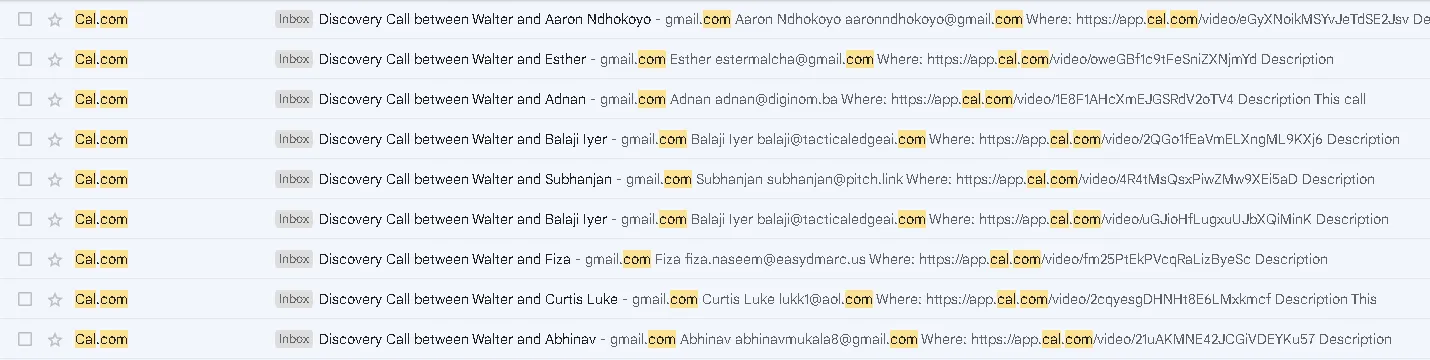 Cal.com Inbox Discovery Call between Walter and Aaron Ndhokoyo - gmail.com Aaron Ndhokoyo aaronndhokoyo@gmail.com Where: https://app.cal.com/video/eGyXNoikMSYvJeTdSE2Jsv De
Cal.com Inbox Discovery Call between Walter and Esther - gmail.com Esther estermalcha@gmail.com Where: https://app.cal.com/video/oweGBf1c9tFeSniZXNjmYd Description
Cal.com Inbox Discovery Call between Walter and Adnan - gmail.com Adnan adnan@diginom.ba Where: https://app.cal.com/video/1E8F1AHcXmEJGSRdV2oTV4 Description This call
Cal.com Inbox Discovery Call between Walter and Balaji Iyer - gmail.com Balaji Iyer balaji@tacticaledgeai.com Where: https://app.cal.com/video/2QGo1fEaVmELXngML9KXj6 Description
Cal.com Inbox Discovery Call between Walter and Subhanjan - gmail.com Subhanjan subhanjan@pitch.link Where: https://app.cal.com/video/4R4tMsQsxPiwZMw9XEi5aD Description
Cal.com Inbox Discovery Call between Walter and Balaji Iyer - gmail.com Balaji Iyer balaji@tacticaledgeai.com Where: https://app.cal.com/video/uGJioHfLugxuUJbXQiMinK Description
Cal.com Inbox Discovery Call between Walter and Fiza - gmail.com Fiza fiza.naseem@easydmarc.us Where: https://app.cal.com/video/fm25PtEkPVcqRaLizByeSc Description
Cal.com Inbox Discovery Call between Walter and Curtis Luke - gmail.com Curtis Luke lukk1@aol.com Where: https://app.cal.com/video/2cqyesgDHNHt8E6LMxkmcf Description This
Cal.com Inbox Discovery Call between Walter and Abhinav - gmail.com Abhinav abhinavmukala8@gmail.com Where: https://app.cal.com/video/21uAKMNE42JCGiVDEYKu57 Description